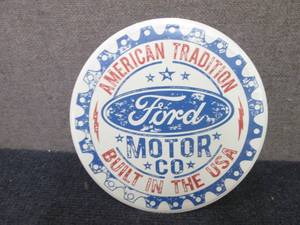 AMERICAN TRADITION
Ford
MOTOR
CO
BUILT IN THE USA